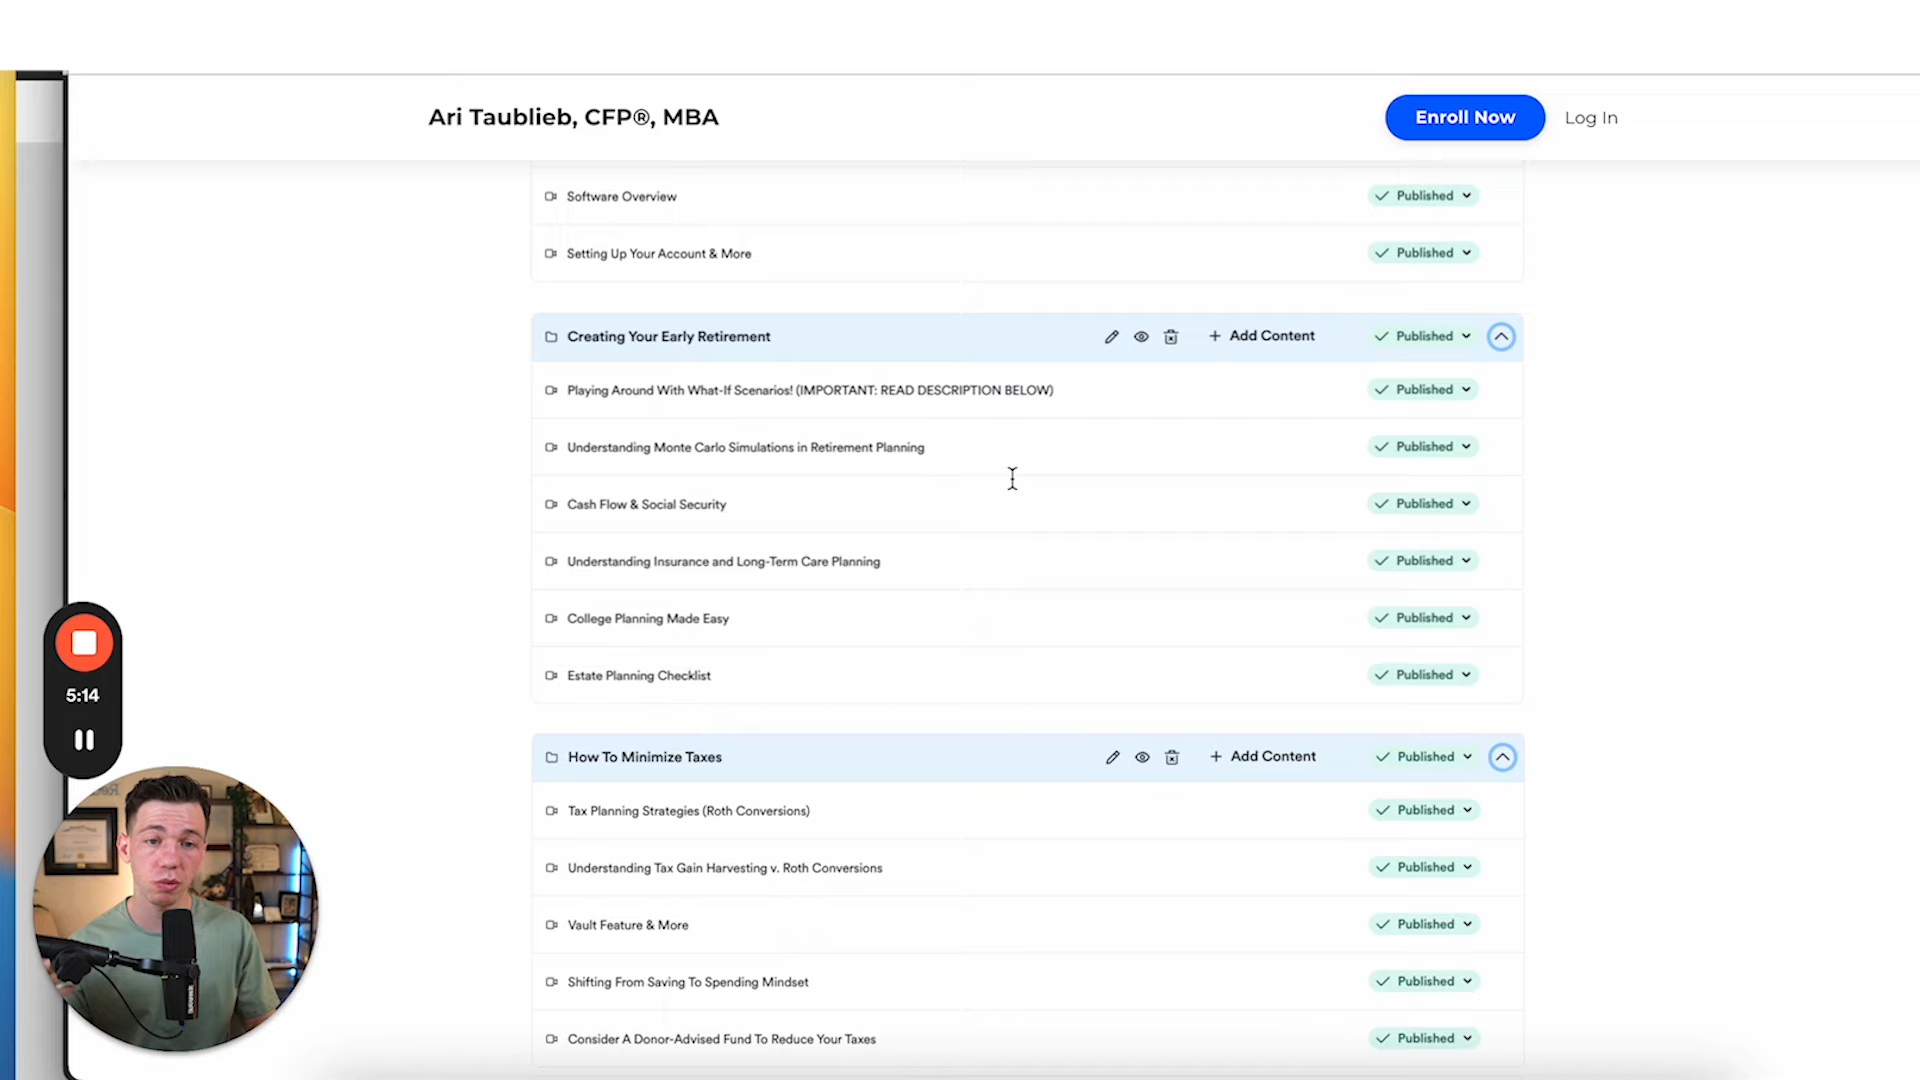 Ari Taublieb, CFP®, MBA
Enroll Now
Log In
Software Overview
Published
Setting Up Your Account & More
Published
Creating Your Early Retirement
+ Add Content
Published
Playing Around With What-If Scenarios! (IMPORTANT: READ DESCRIPTION BELOW)
Published
Understanding Monte Carlo Simulations in Retirement Planning
Published
Cash Flow & Social Security
Published
Understanding Insurance and Long-Term Care Planning
Published
College Planning Made Easy
Published
Estate Planning Checklist
Published
How To Minimize Taxes
+ Add Content
Published
Tax Planning Strategies (Roth Conversions)
Published
Understanding Tax Gain Harvesting v. Roth Conversions
Published
Vault Feature & More
Published
Shifting From Saving To Spending Mindset
Published
Consider A Donor-Advised Fund To Reduce Your Taxes
Published
5:14